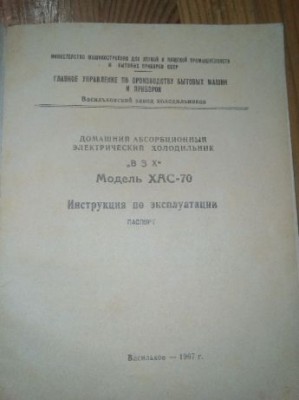 МИНИСТЕРСТВО МАШИНОСТРОЕНИЯ ДЛЯ ЛЕГКОЙ И ПИЩЕВОЙ ПРОМЫШЛЕННОСТИ
И БЫТОВЫХ ПРИБОРОВ СССР
ГЛАВНОЕ УПРАВЛЕНИЕ ПО ПРОИЗВОДСТВУ БЫТОВЫХ МАШИН
И ПРИБОРОВ
Васильковский завод холодильников
ДОМАШНИЙ АБСОРБЦИОННЫЙ
ЭЛЕКТРИЧЕСКИЙ ХОЛОДИЛЬНИК
„В З Х"
Модель ХАС-70
Инструкция по эксплуатации
ПАСПОРТ
Васильков — 1967 г.